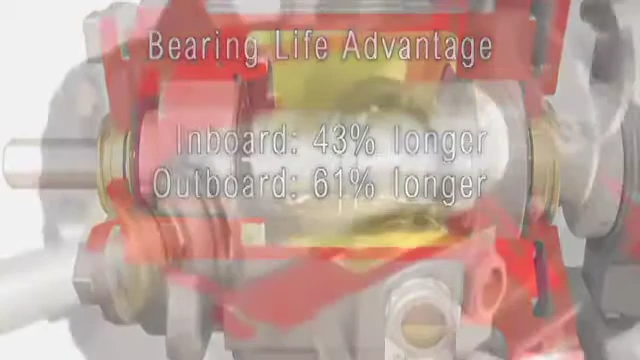 Bearing Life Advantage
Inboard: 43% longer
Outboard: 61% longer